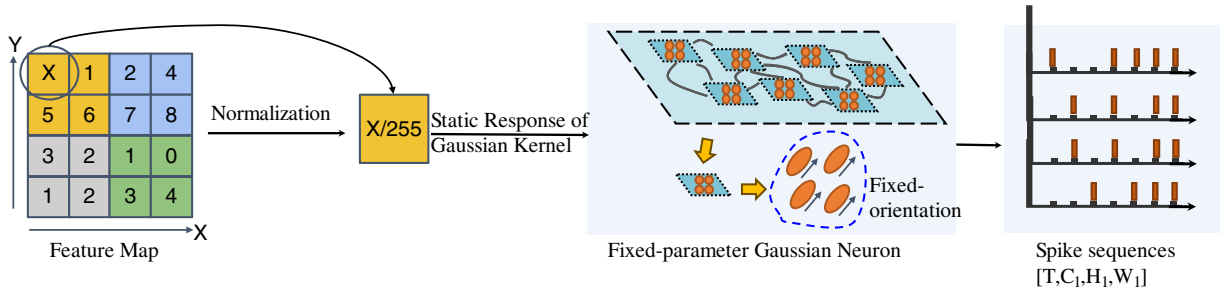 Y
X 1 2 4
5 6 7 8
3 2 1 0
1 2 3 4
X
Feature Map
Normalization
X/255
Static Response of
Gaussian Kernel
Fixed-
orientation
Fixed-parameter Gaussian Neuron
Spike sequences
[T,C1,H1,W1]